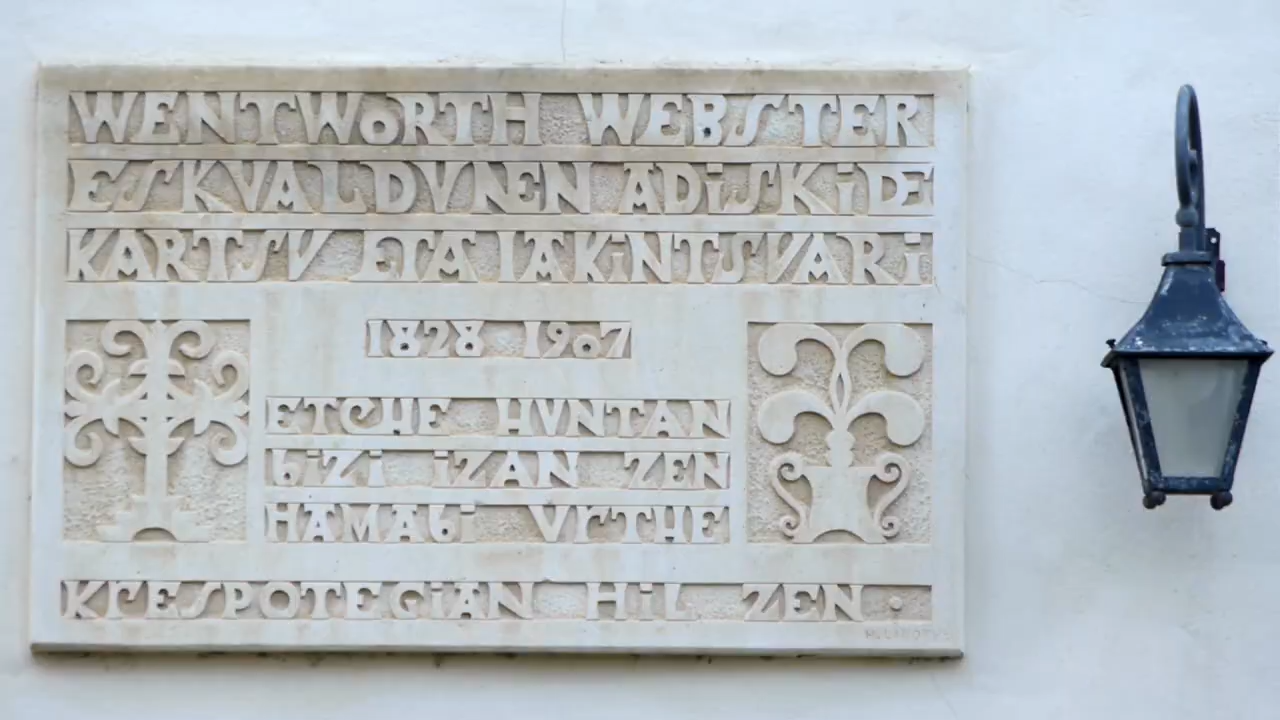 WENTWORTH WEBSTER
ESKVALDVNEN ADISKIDE
KARTSV ETA IAKINTSVARI
1828 1907
ETCHE HVNTAN
BIZI IZAN ZEN
HAMABI VRTHE
KRESPOTEGIAN HIL ZEN.